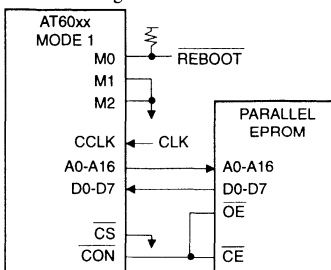 AT60xx
MODE 1
M0
REBOOT
M1
M2
PARALLEL
EPROM
CCLK
CLK
A0-A16
A0-A16
D0-D7
D0-D7
OE
CS
CON
CE